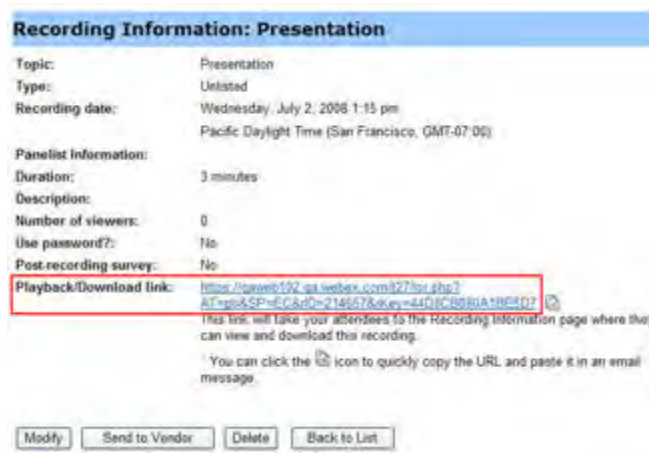 Recording Information: Presentation
Topic: Presentation
Type: Unlisted
Recording date: Wednesday, July 2, 2008 1:15 pm
Pacific Daylight Time (San Francisco, GMT-07:00)
Panelist Information:
Duration: 3 minutes
Description:
Number of viewers: 0
Use password?: No
Post-recording survey: No
Playback/Download link:
This link will take your attendees to the Recording Information page where they
can view and download this recording.
You can click the icon to quickly copy the URL and paste it in an email
message.
Modify Send to Vendor Delete Back to List